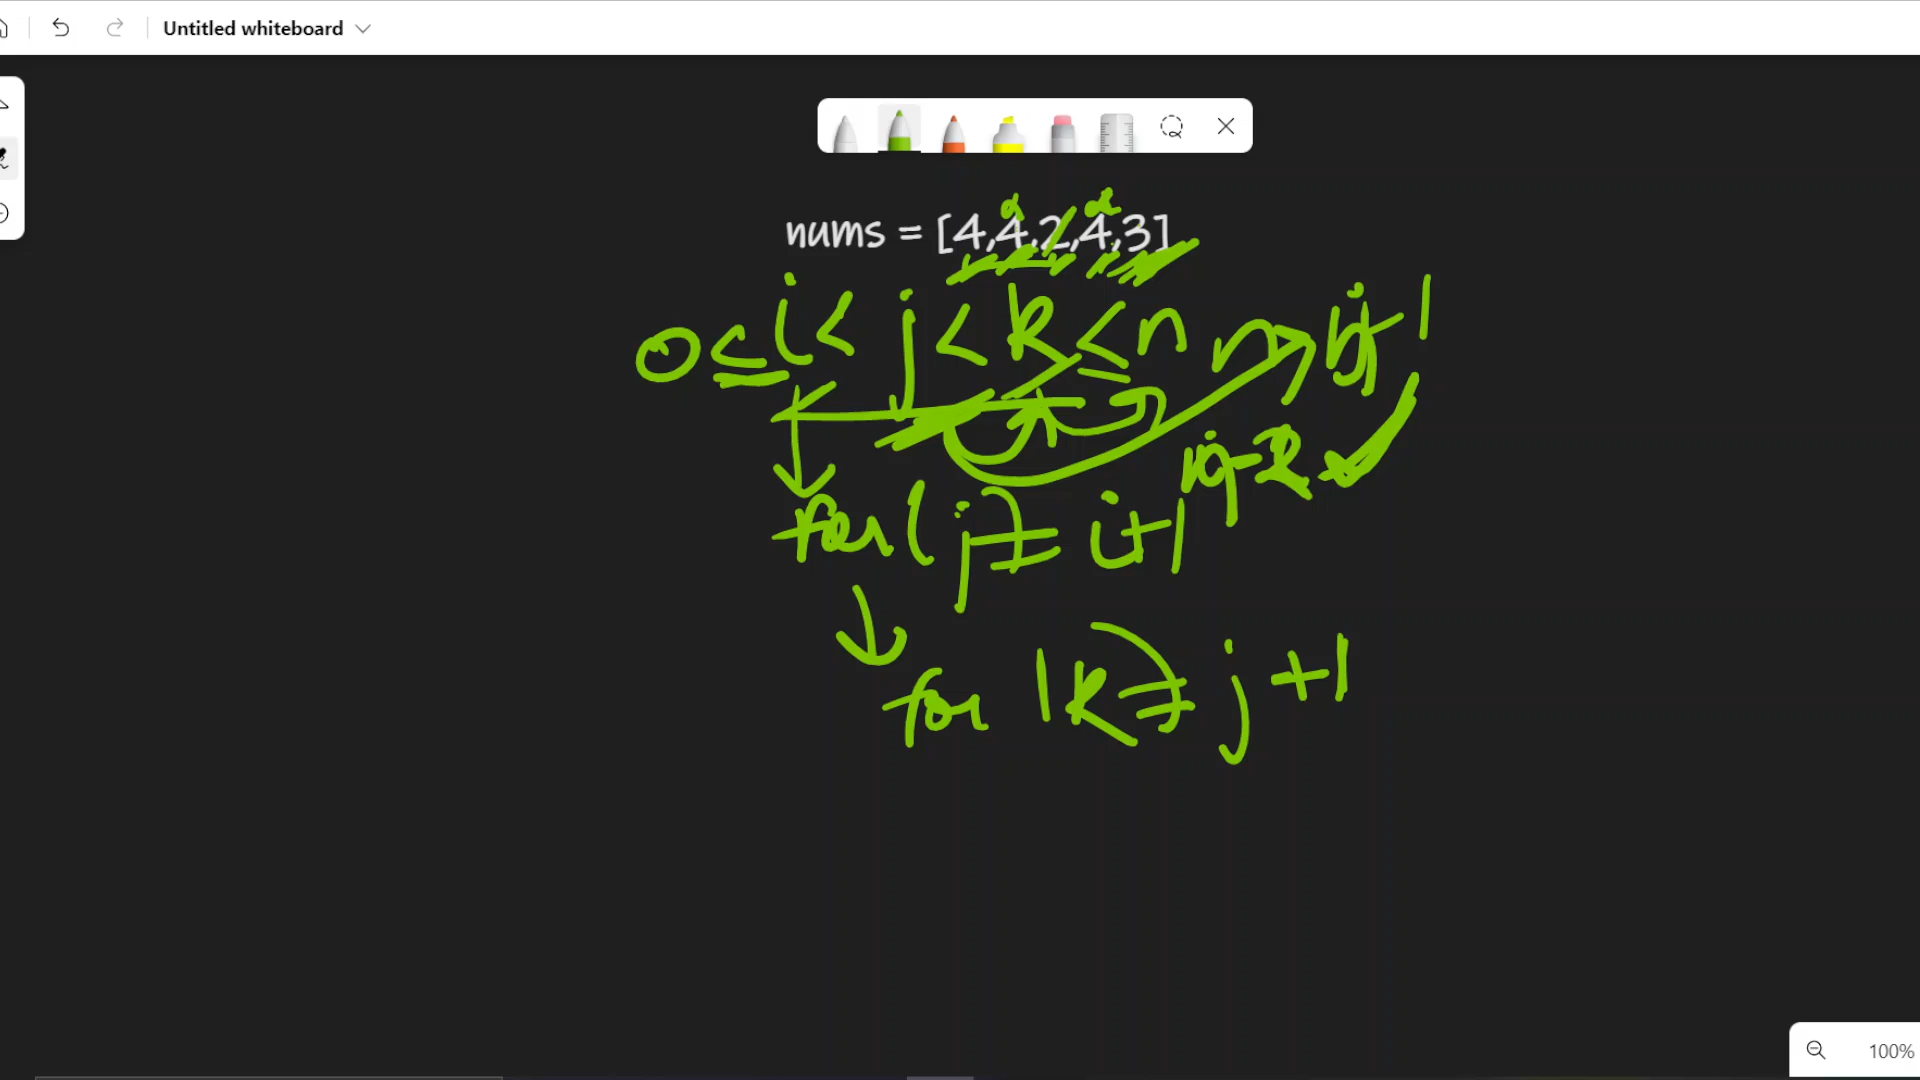 Untitled whiteboard
nums = [4,4,2,4,3]
0 ≤ i < j < k ≤ n
for (j = i+1
for (k = j+1
100%